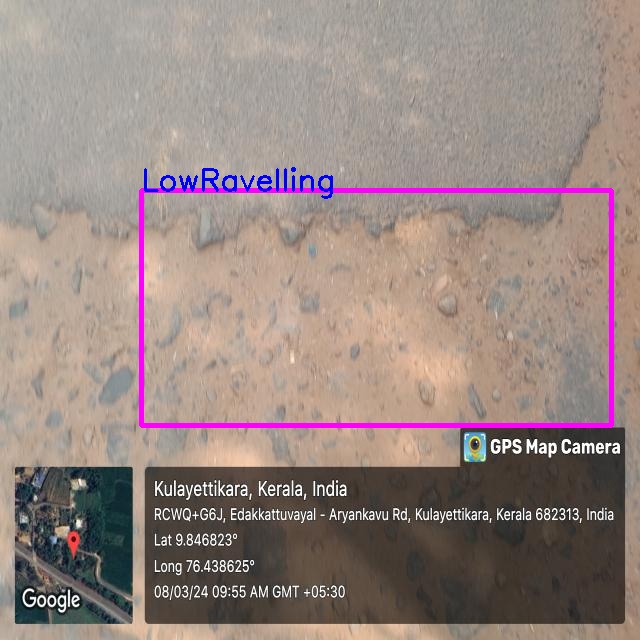 LowRavelling
GPS Map Camera
Kulayettikara, Kerala, India
RCWQ+G6J, Edakkattuvayal - Aryankavu Rd, Kulayettikara, Kerala 682313, India
Lat 9.846823°
Long 76.438625°
08/03/24 09:55 AM GMT +05:30
Google